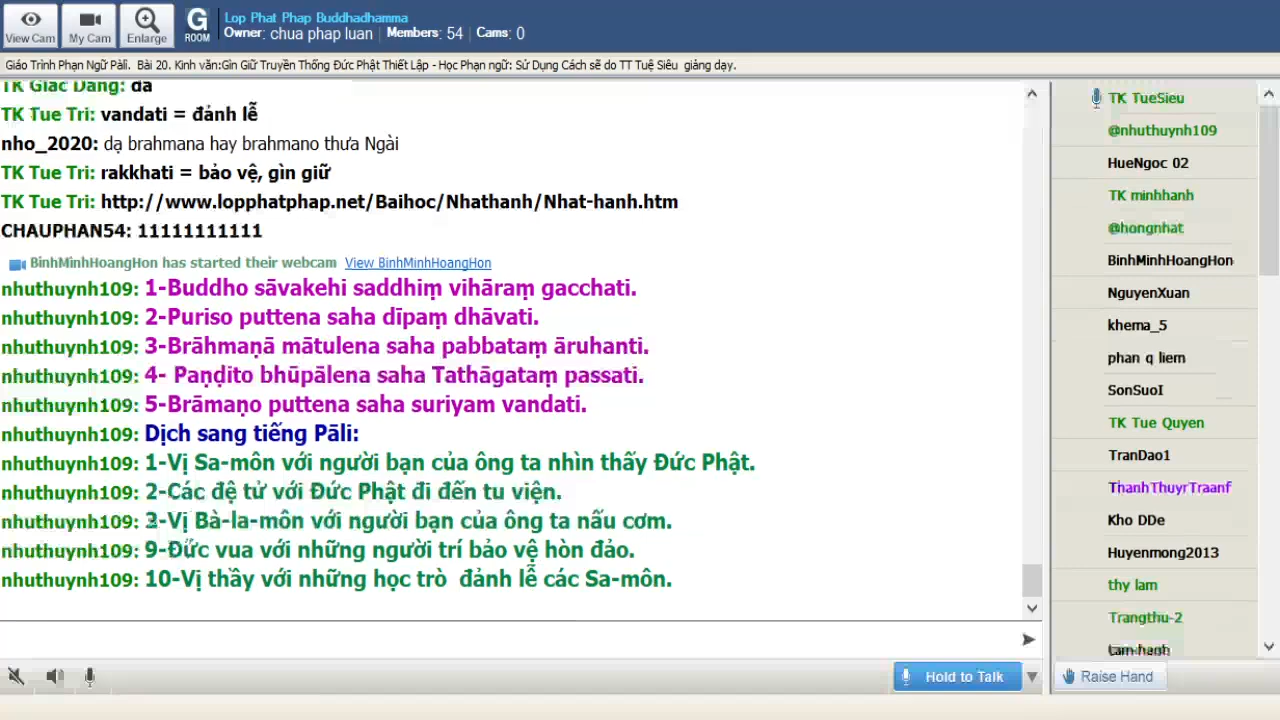 Lop Phat Phap Buddhadhamma
View Cam
My Cam
Enlarge
G ROOM
Owner: chua phap luan | Members: 54 | Cams: 0
Giáo Trình Phạn Ngữ Pàli. Bài 20. Kinh văn:Gìn Giữ Truyền Thống Đức Phật Thiết Lập - Học Phạn ngữ: Sử Dụng Cách sẽ do TT Tuệ Siêu giảng dạy.
TK Giac Dang: da
TK Tue Tri: vandati = đảnh lễ
nho_2020: dạ brahmana hay brahmano thưa Ngài
TK Tue Tri: rakkhati = bảo vệ, gìn giữ
TK Tue Tri: http://www.lopphatphap.net/Baihoc/Nhathanh/Nhat-hanh.htm
CHAUPHAN54: 11111111111
BinhMinhHoangHon has started their webcam View BinhMinhHoangHon
nhuthuynh109: 1-Buddho sāvakehi saddhiṃ vihāraṃ gacchati.
nhuthuynh109: 2-Puriso puttena saha dīpaṃ dhāvati.
nhuthuynh109: 3-Brāhmaṇā mātulena saha pabbataṃ āruhanti.
nhuthuynh109: 4- Paṇḍito bhūpālena saha Tathāgataṃ passati.
nhuthuynh109: 5-Brāmaṇo puttena saha suriyam vandati.
nhuthuynh109: Dịch sang tiếng Pāli:
nhuthuynh109: 1-Vị Sa-môn với người bạn của ông ta nhìn thấy Đức Phật.
nhuthuynh109: 2-Các đệ tử với Đức Phật đi đến tu viện.
nhuthuynh109: 3-Vị Bà-la-môn với người bạn của ông ta nấu cơm.
nhuthuynh109: 9-Đức vua với những người trí bảo vệ hòn đảo.
nhuthuynh109: 10-Vị thầy với những học trò đảnh lễ các Sa-môn.
TK TueSieu
@nhuthuynh109
HueNgoc 02
TK minhhanh
@hongnhat
BinhMinhHoangHon
NguyenXuan
khema_5
phan q liem
SonSuoI
TK Tue Quyen
TranDao1
ThanhThuyrTraanf
Kho DDe
Huyenmong2013
thy lam
Trangthu-2
tam hanh
Hold to Talk
Raise Hand